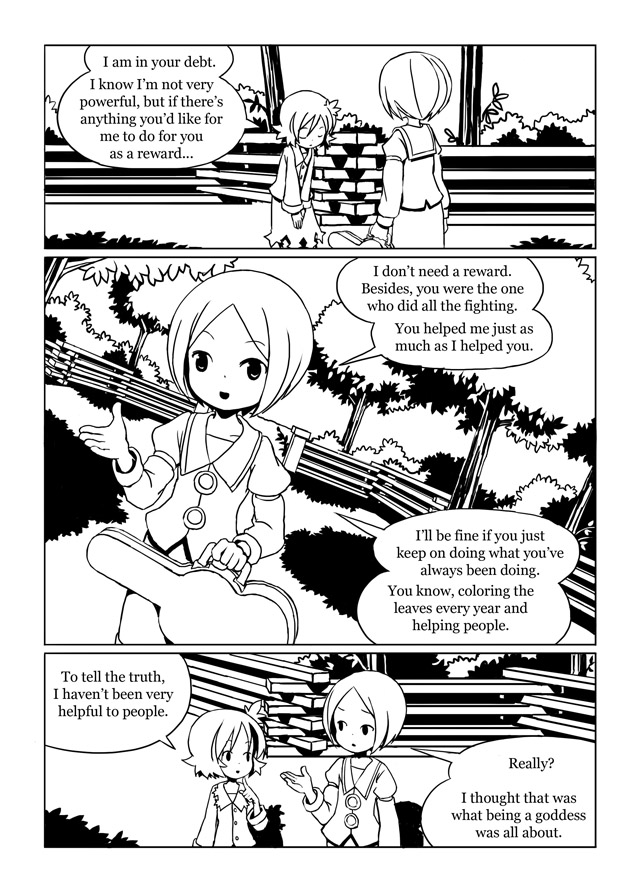 I am in your debt.
I know I'm not very
powerful, but if there's
anything you'd like for
me to do for you
as a reward...
I don't need a reward.
Besides, you were the one
who did all the fighting.
You helped me just as
much as I helped you.
I'll be fine if you just
keep on doing what you've
always been doing.
You know, coloring the
leaves every year and
helping people.
To tell the truth,
I haven't been very
helpful to people.
Really?
I thought that was
what being a goddess
was all about.